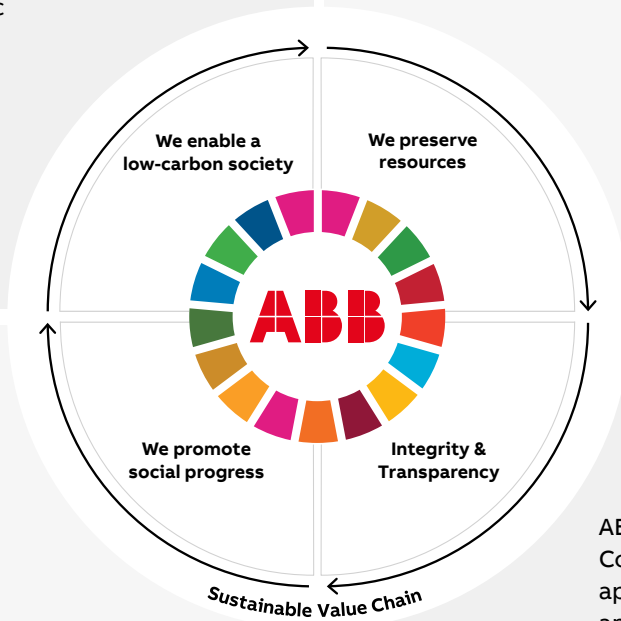 We enable a
low-carbon society
We preserve
resources
ABB
We promote
social progress
Integrity &
Transparency
Sustainable Value Chain